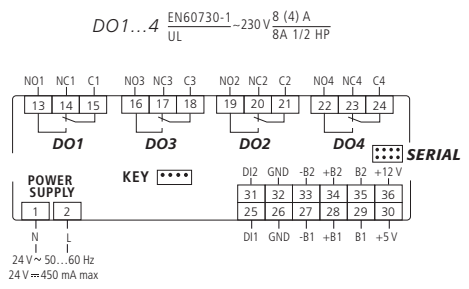 DO1...4 EN60730-1 ~230 V 8 (4) A
UL 8A 1/2 HP
NO1 NC1 C1 NO3 NC3 C3 NO2 NC2 C2 NO4 NC4 C4
13 14 15 16 17 18 19 20 21 22 23 24
DO1 DO3 DO2 DO4
SERIAL
KEY
POWER
SUPPLY
DI2 GND -B2 +B2 B2 +12 V
31 32 33 34 35 36
1 2 25 26 27 28 29 30
N L DI1 GND -B1 +B1 B1 +5 V
24 V ~ 50...60 Hz
24 V ⎓ 450 mA max